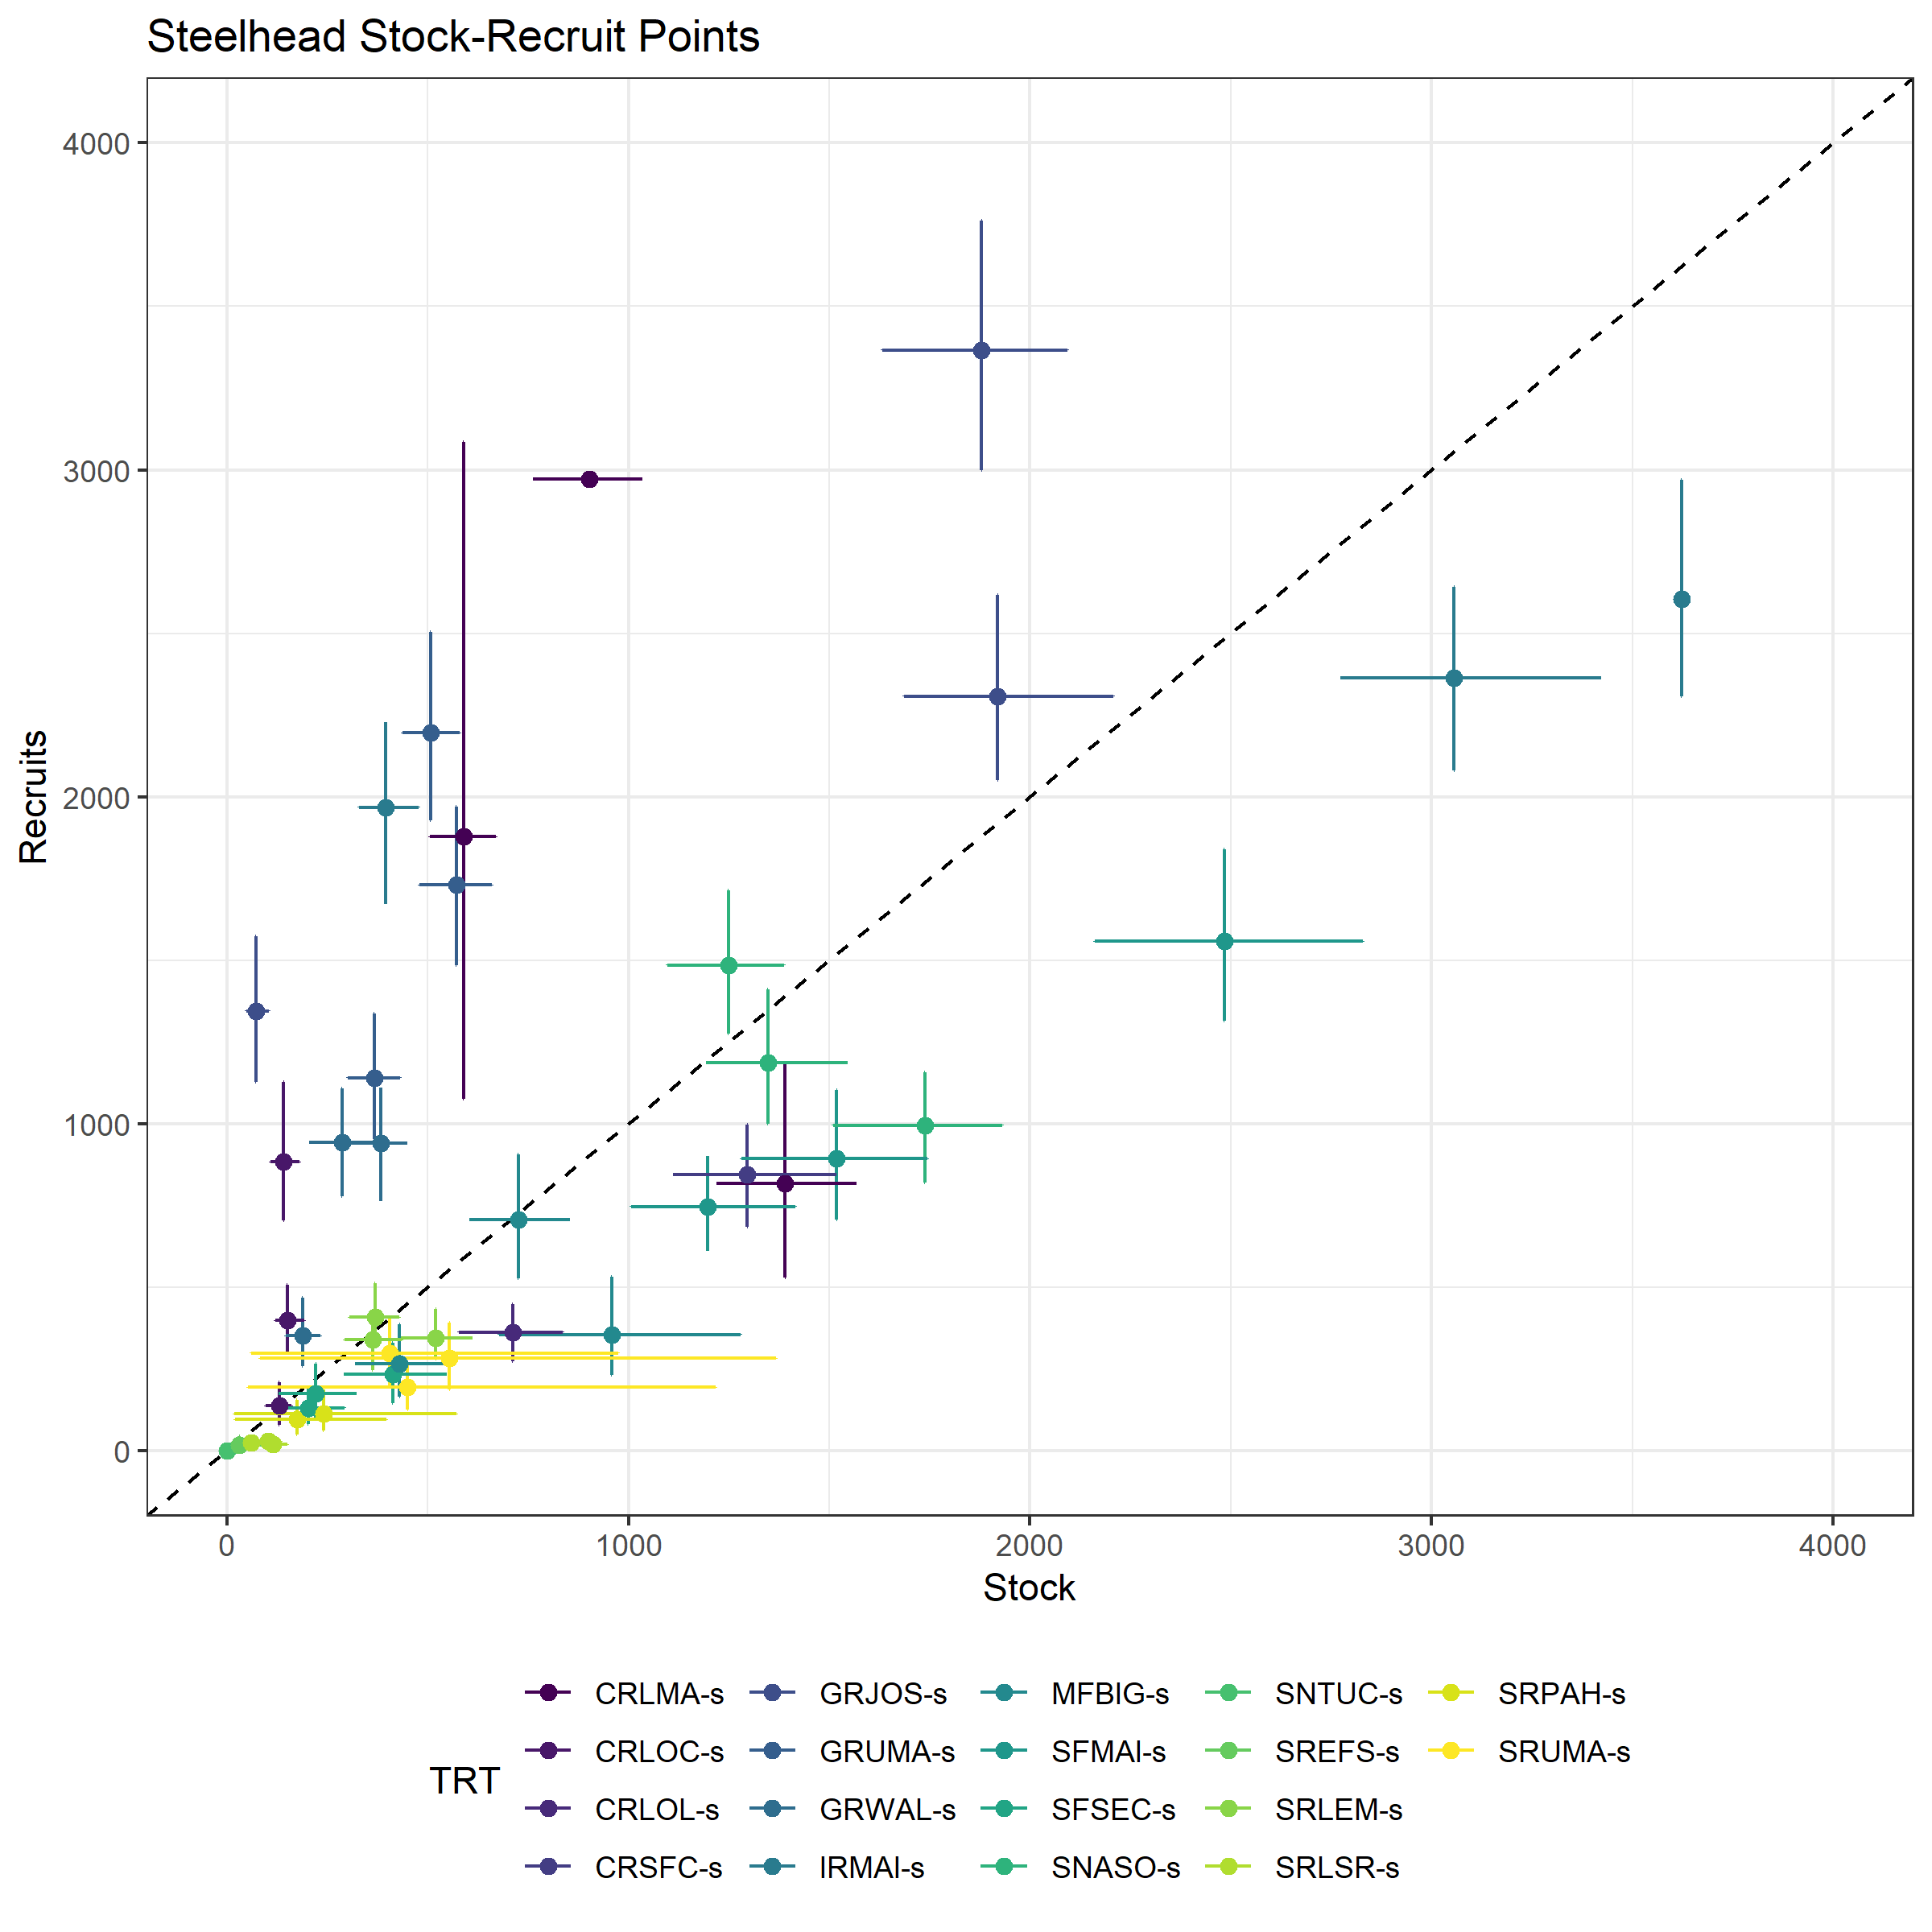 Steelhead Stock-Recruit Points
4000
3000
2000
1000
0
Recruits
0 1000 2000 3000 4000
Stock
TRT
CRLMA-s GRJOS-s MFBIG-s SNTUC-s SRPAH-s
CRLOC-s GRUMA-s SFMAI-s SREFS-s SRUMA-s
CRLOL-s GRWAL-s SFSEC-s SRLEM-s
CRSFC-s IRMAI-s SNASO-s SRLSR-s